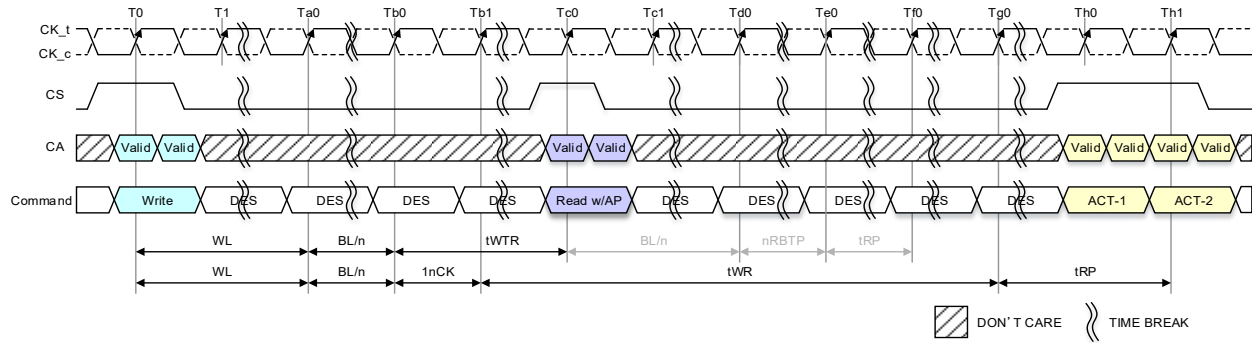 T0 T1 Ta0 Tb0 Tb1 Tc0 Tc1 Td0 Te0 Tf0 Tg0 Th0 Th1
CK_t
CK_c
CS
CA Valid Valid Valid Valid Valid Valid Valid Valid
Command Write DES DES DES DES Read w/AP DES DES DES DES DES ACT-1 ACT-2
WL BL/n tWTR BL/n nRBTP tRP
WL BL/n 1nCK tWR tRP
DON'T CARE TIME BREAK